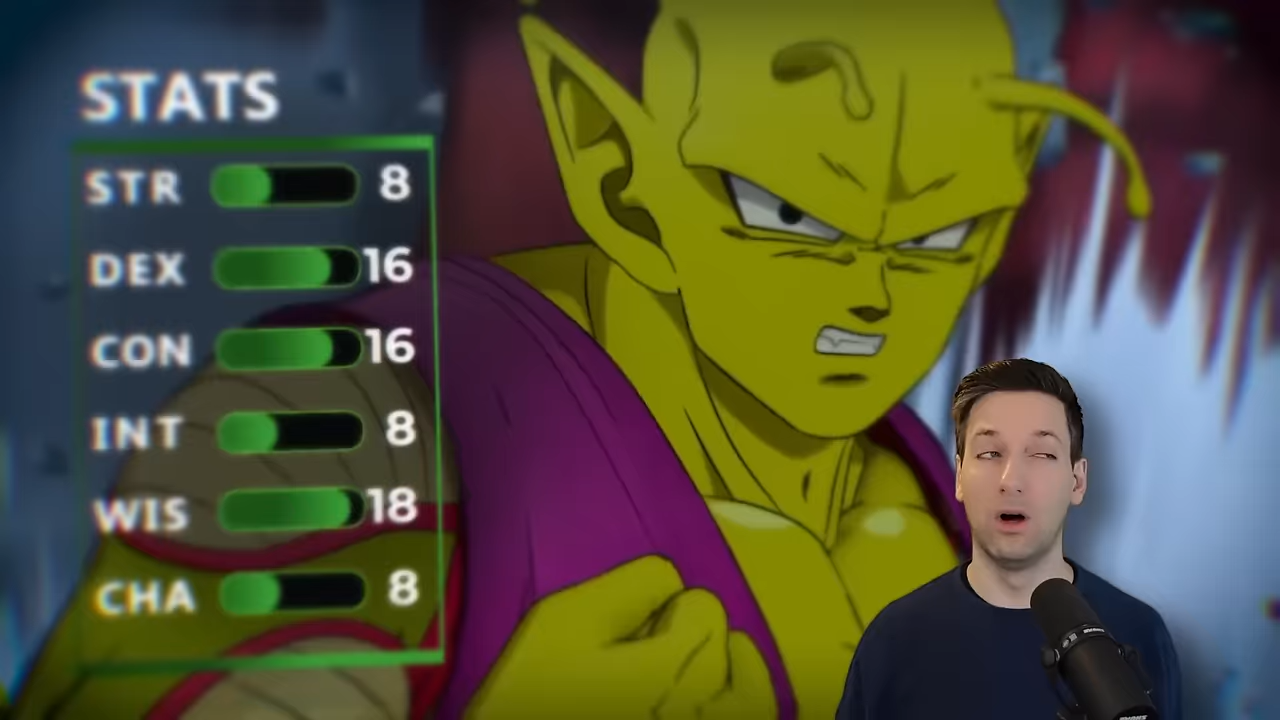 STATS
STR 8
DEX 16
CON 16
INT 8
WIS 18
CHA 8